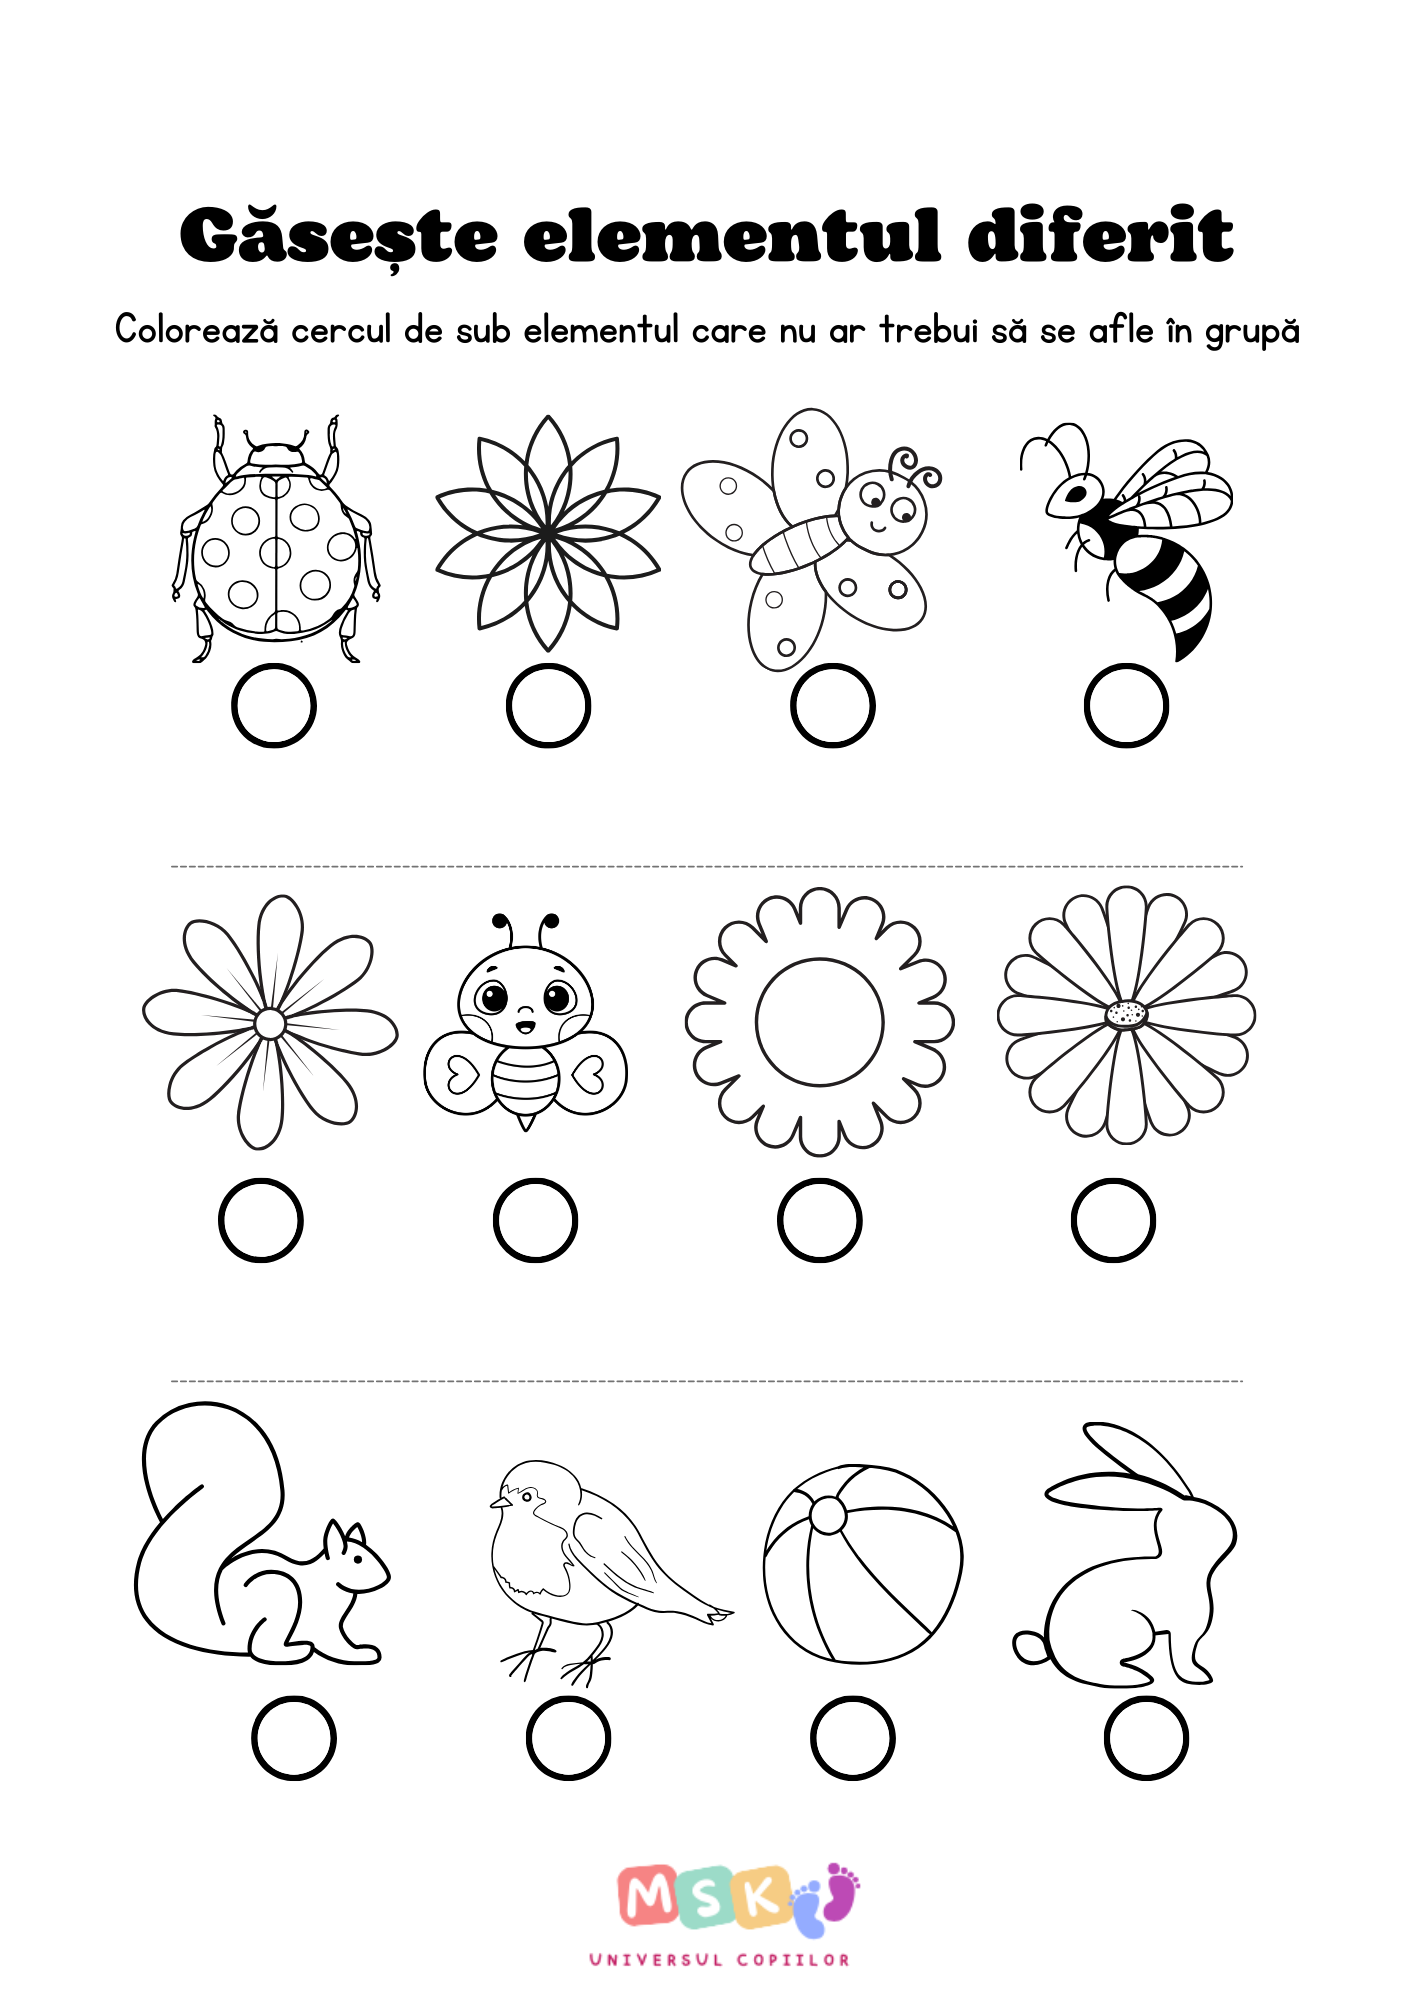 Găsește elementul diferit
Colorează cercul de sub elementul care nu ar trebui să se afle în grupă
MSK
UNIVERSUL COPIILOR